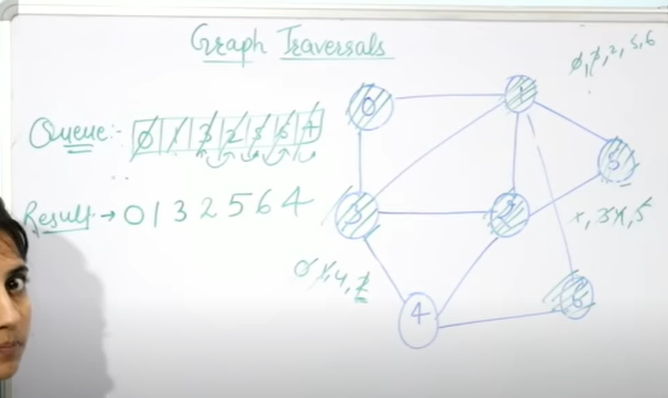 Graph Traversals
Queue:- 0 1 3 2 5 6 4
Result → 0 1 3 2 5 6 4
0, 1, 2, 5, 6
0
1
5
3
2
1, 3, 4, 5
0, 1, 4, 2
4
6